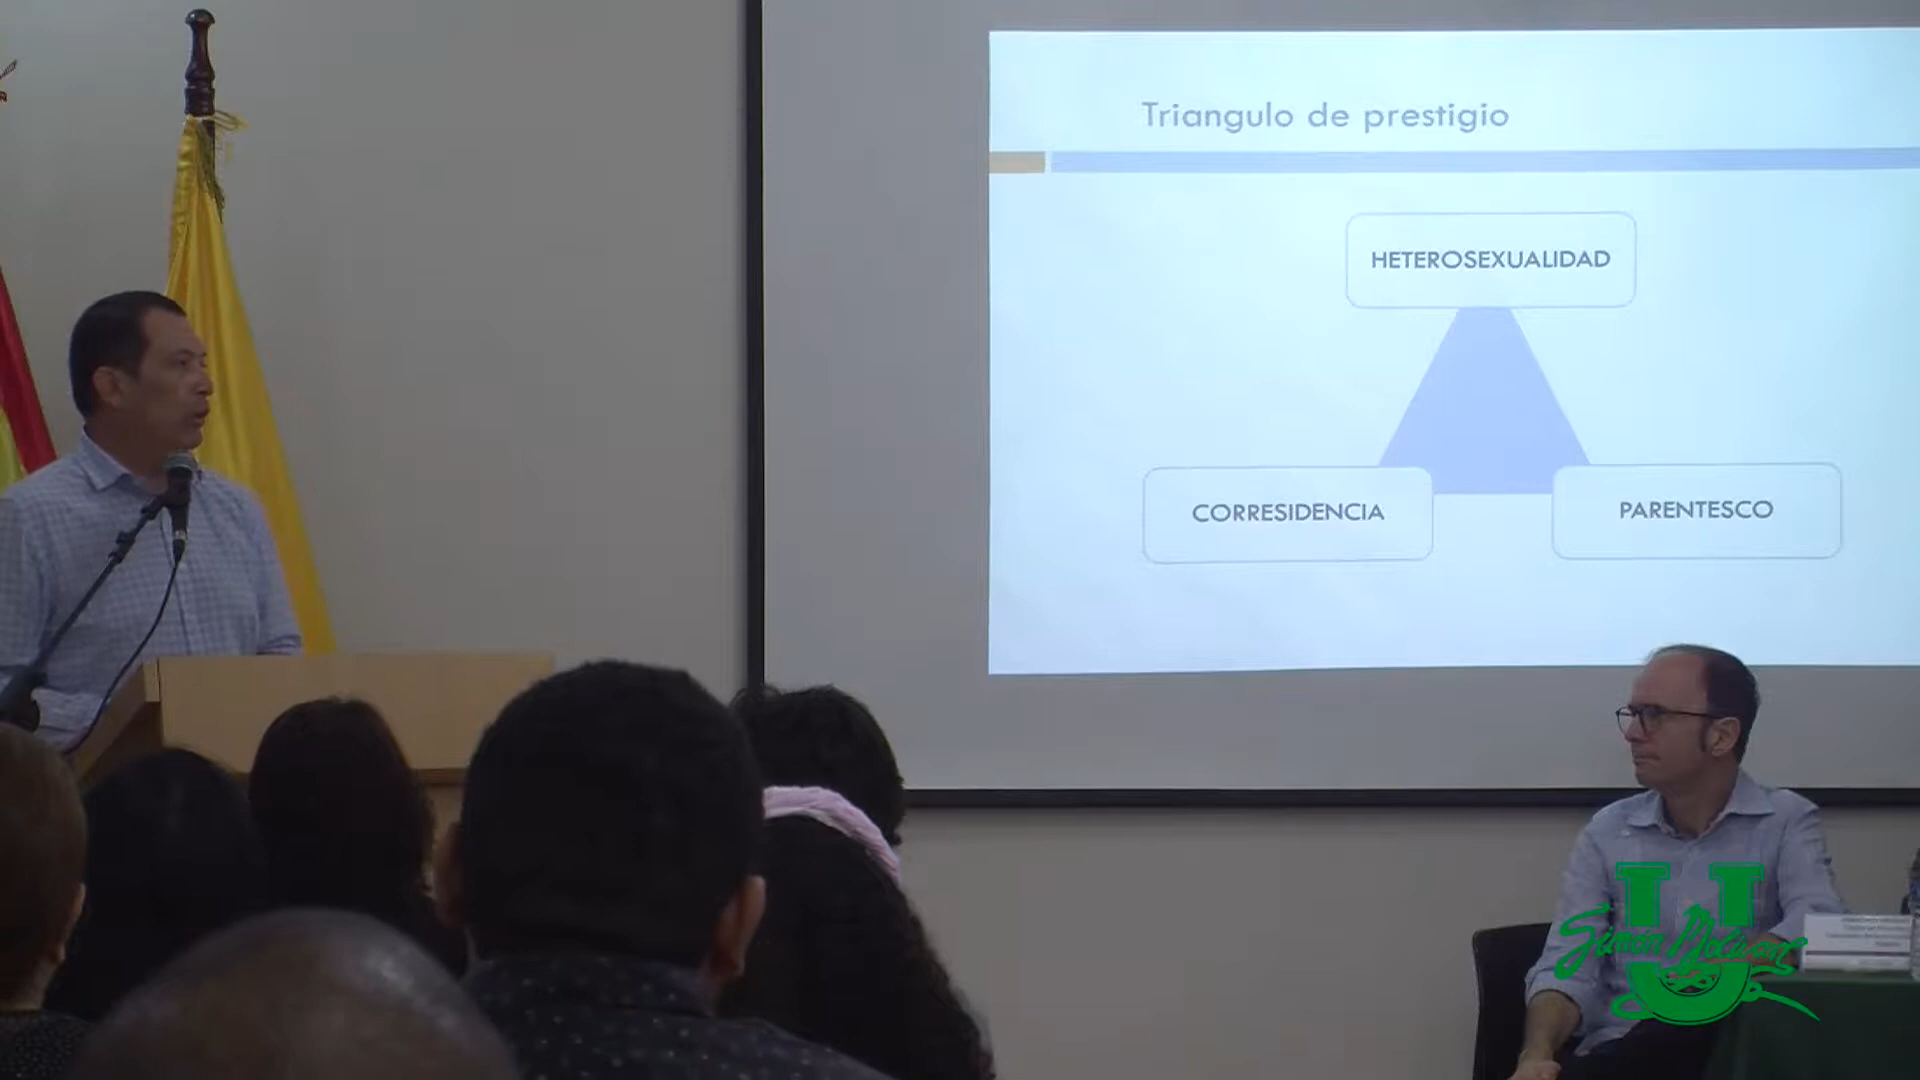 Triangulo de prestigio
HETEROSEXUALIDAD
CORRESIDENCIA
PARENTESCO
U
Simón Bolívar